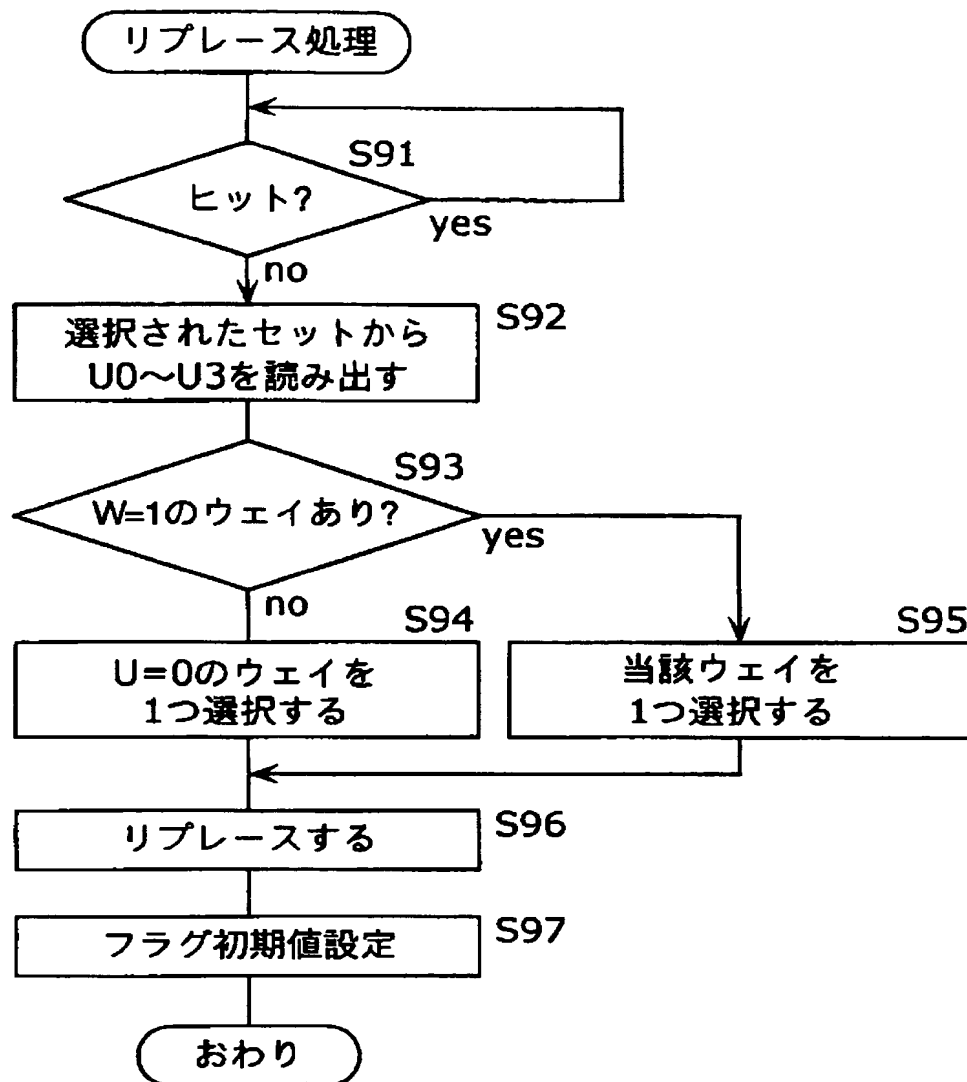 リプレース処理
S91
ヒット?
yes
no
S92
選択されたセットから
U0～U3を読み出す
S93
W=1のウェイあり?
yes
no
S94
U=0のウェイを
1つ選択する
S95
当該ウェイを
1つ選択する
リプレースする
S96
フラグ初期値設定
S97
おわり